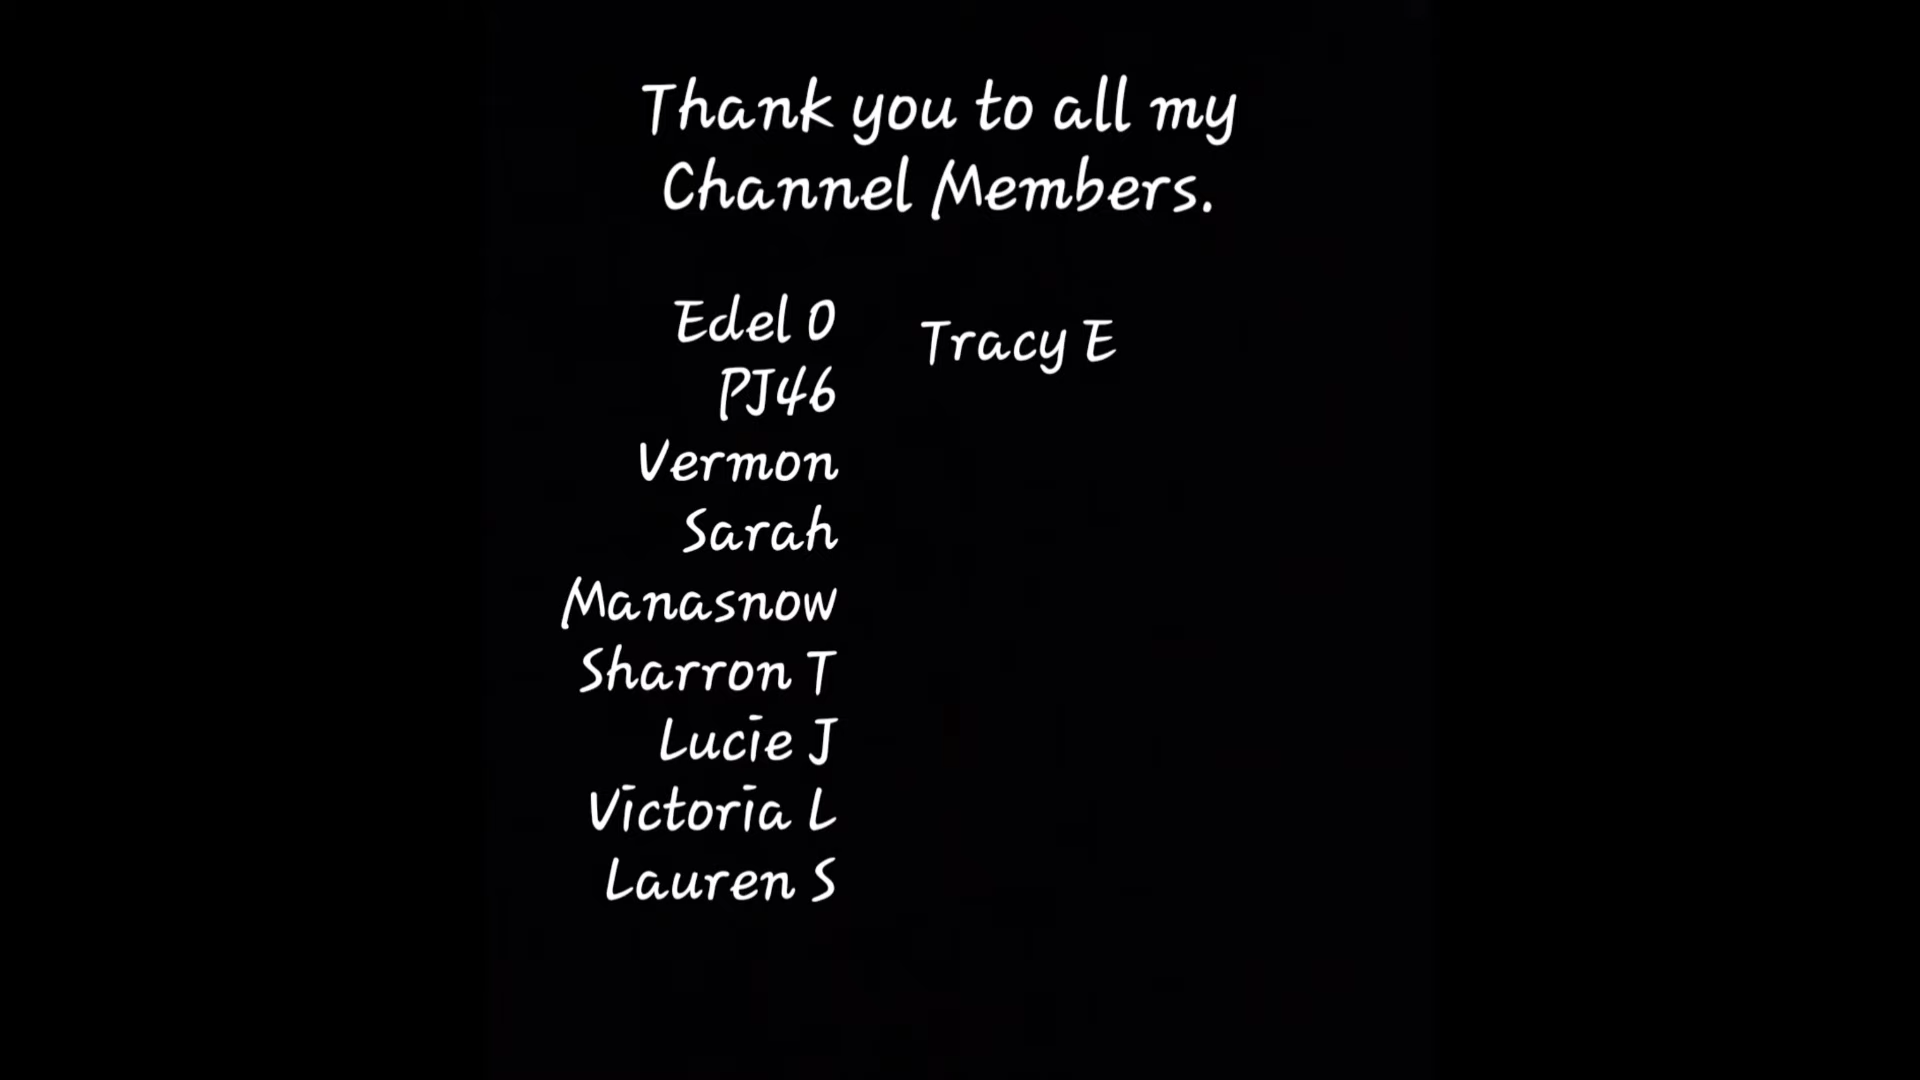 Thank you to all my
Channel Members.
Edel O
PJ46
Vermon
Sarah
Manasnow
Sharron T
Lucie J
Victoria L
Lauren S
Tracy E